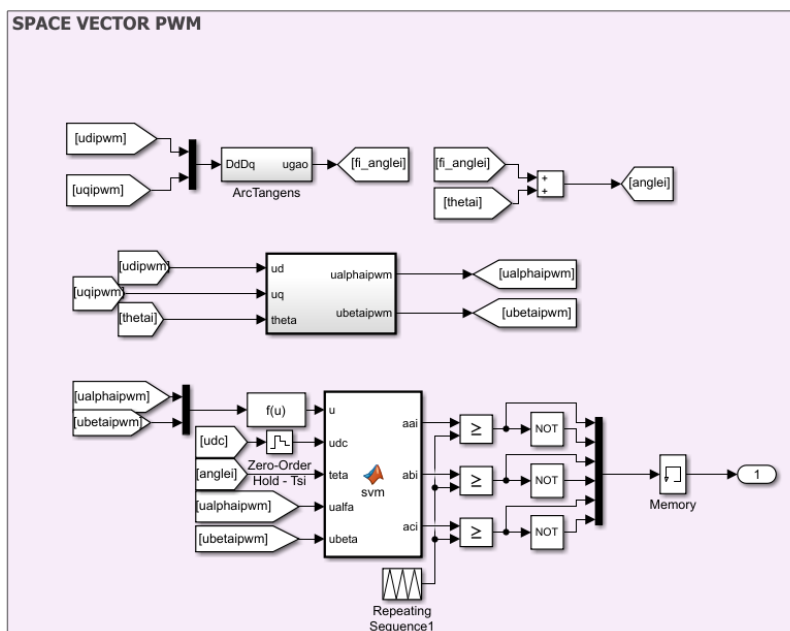 SPACE VECTOR PWM
[udipwm]
[uqipwm]
DdDq ugao
ArcTangens
[fi_anglei]
[fi_anglei]
[thetai]
+
+
[anglei]
[udipwm]
[uqipwm]
[thetai]
ud
uq
theta
ualphaipwm
ubetaipwm
[ualphaipwm]
[ubetaipwm]
[ualphaipwm]
[ubetaipwm]
f(u)
[udc]
Zero-Order
Hold - Tsi
[anglei]
[ualphaipwm]
[ubetaipwm]
u
udc
teta
ualfa
ubeta
svm
aai
abi
aci
≥
NOT
≥
NOT
≥
NOT
Repeating
Sequence1
Memory
1